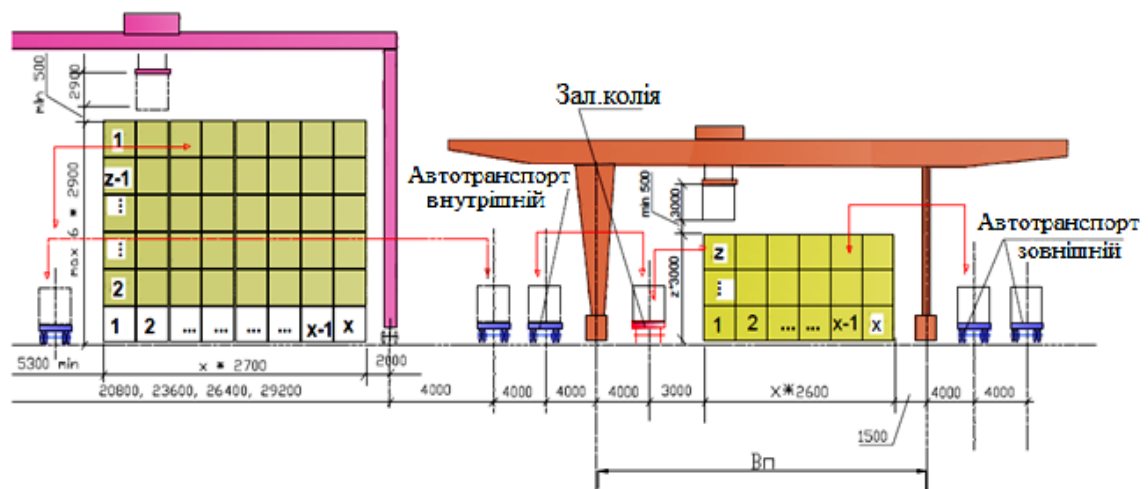 min 500
2900
max 6 * 2900
1
z-1
...
...
2
1 2 ... ... ... ... x-1 x
5300 min
x * 2700
2000
20800, 23600, 26400, 29200
Зал.колія
Автотранспорт
внутрішній
min 500
3000
z*3000
z
...
1 2 ... ... x-1 x
Автотранспорт
зовнішній
4000 4000 4000 4000 3000
X*2600
4000 4000
1500
Вп